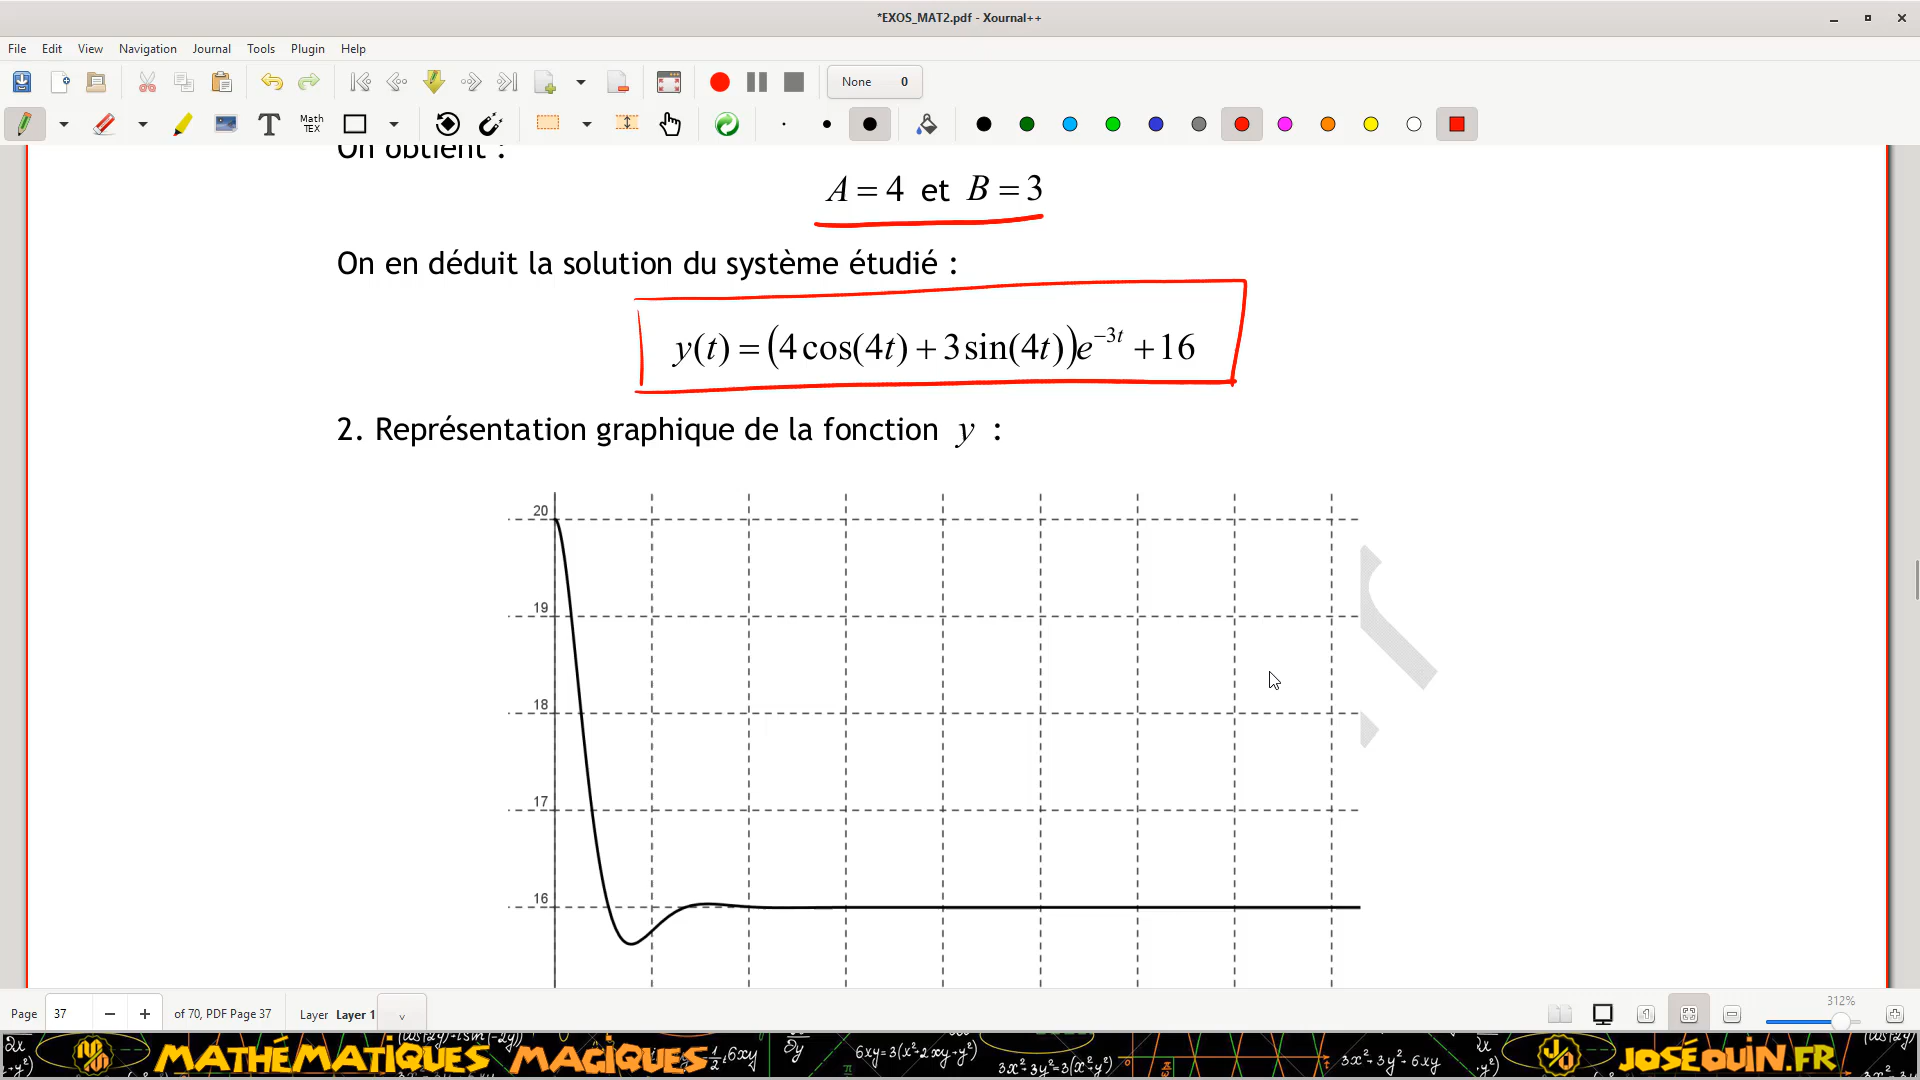 *EXOS_MAT2.pdf - Xournal++
File Edit View Navigation Journal Tools Plugin Help
None 0
Math
TEX
On obtient :
A = 4 et B = 3
On en déduit la solution du système étudié :
y(t) = (4cos(4t) + 3sin(4t))e^{-3t} + 16
2. Représentation graphique de la fonction y :
20
19
18
17
16
312%
Page 37 of 70, PDF Page 37 Layer Layer 1
MATHÉMATIQUES MAGIQUES JOSÉOUIN.FR